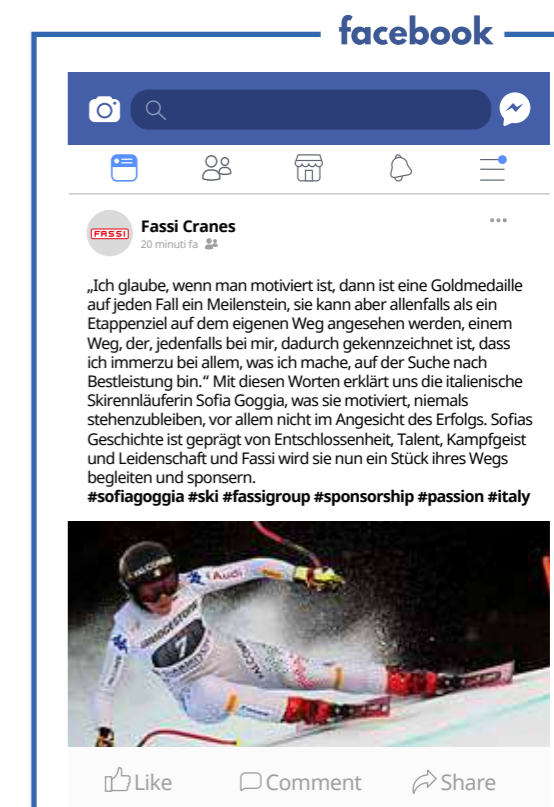 facebook
FASSI
Fassi Cranes
20 minuti fa
„Ich glaube, wenn man motiviert ist, dann ist eine Goldmedaille
auf jeden Fall ein Meilenstein, sie kann aber allenfalls als ein
Etappenziel auf dem eigenen Weg angesehen werden, einem
Weg, der, jedenfalls bei mir, dadurch gekennzeichnet ist, dass
ich immerzu bei allem, was ich mache, auf der Suche nach
Bestleistung bin.“ Mit diesen Worten erklärt uns die italienische
Skirennläuferin Sofia Goggia, was sie motiviert, niemals
stehenzubleiben, vor allem nicht im Angesicht des Erfolgs. Sofias
Geschichte ist geprägt von Entschlossenheit, Talent, Kampfgeist
und Leidenschaft und Fassi wird sie nun ein Stück ihres Wegs
begleiten und sponsern.
#sofiagoggia #ski #fassigroup #sponsorship #passion #italy
Audi
BRIDGESTONE
Like
Comment
Share